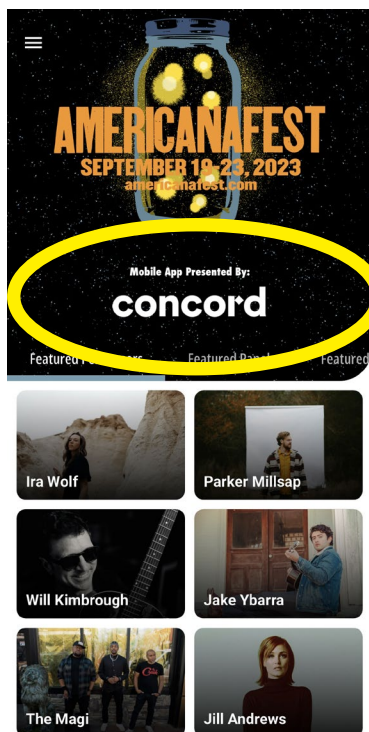 AMERICANAFEST
SEPTEMBER 19-23, 2023
americanafest.com
Mobile App Presented By:
concord
Featured Featured Featured
Ira Wolf
Parker Millsap
Will Kimbrough
Jake Ybarra
The Magi
Jill Andrews